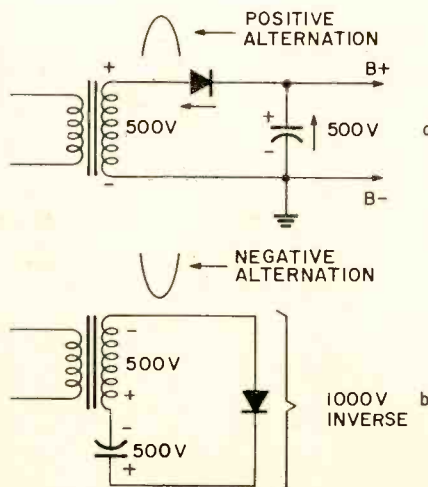 POSITIVE
ALTERNATION
+
B+
500V
+
500V
a
-
-
B-
NEGATIVE
ALTERNATION
-
500V
+
1000V
INVERSE
b
-
500V
+